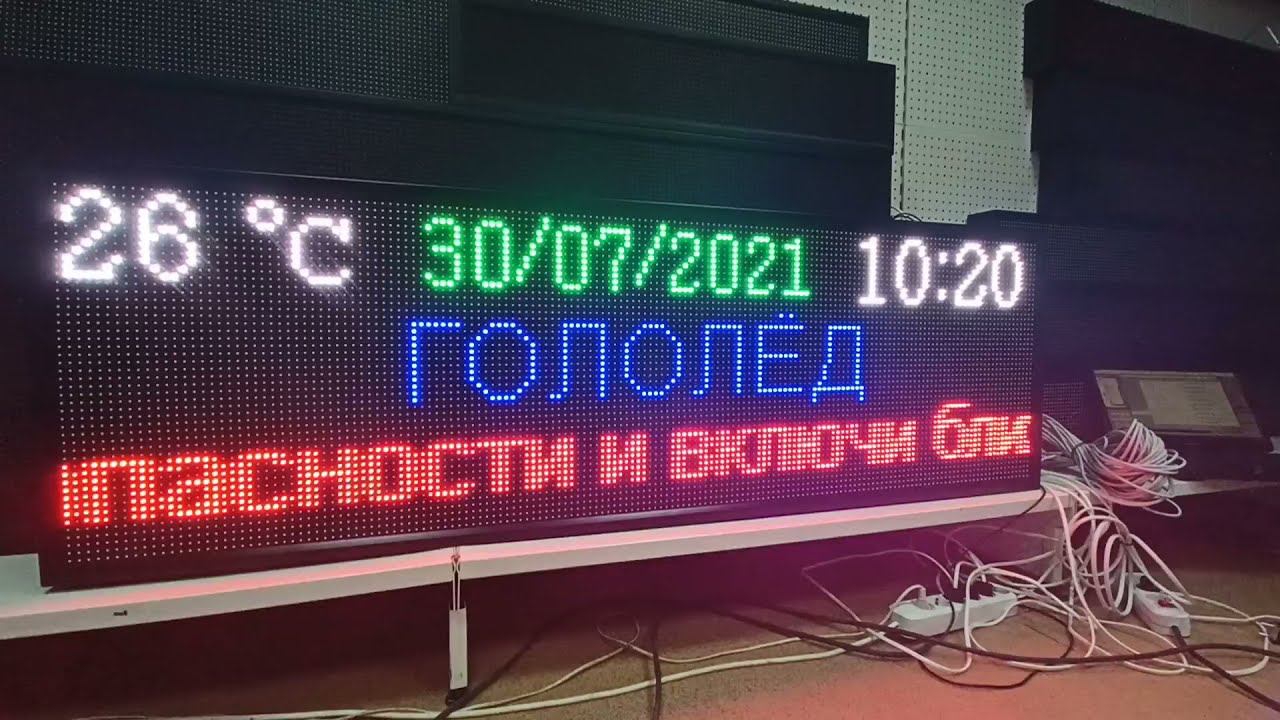 26 °C 30/07/2021 10:20
ГОЛОЛЁД
пасности и включи бли